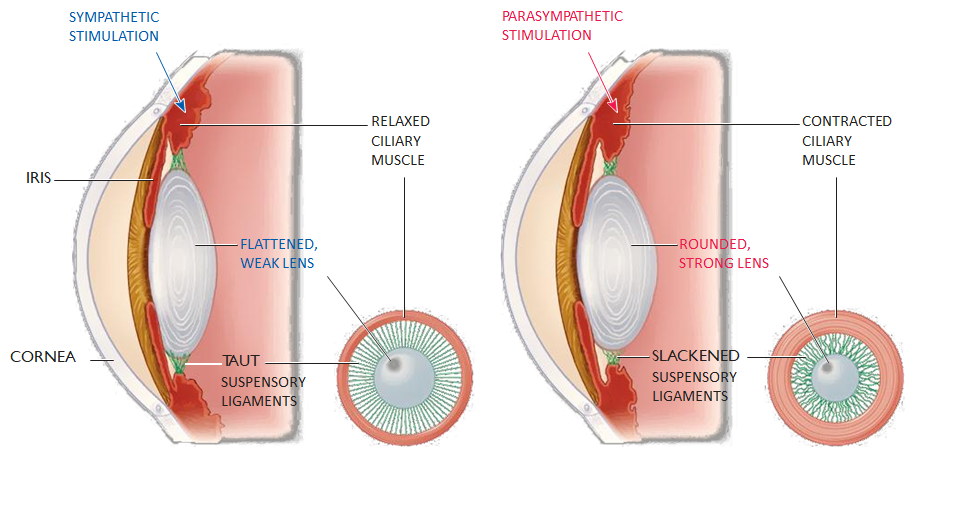 SYMPATHETIC
STIMULATION
RELAXED
CILIARY
MUSCLE
IRIS
FLATTENED,
WEAK LENS
CORNEA
TAUT
SUSPENSORY
LIGAMENTS
PARASYMPATHETIC
STIMULATION
CONTRACTED
CILIARY
MUSCLE
ROUNDED,
STRONG LENS
SLACKENED
SUSPENSORY
LIGAMENTS